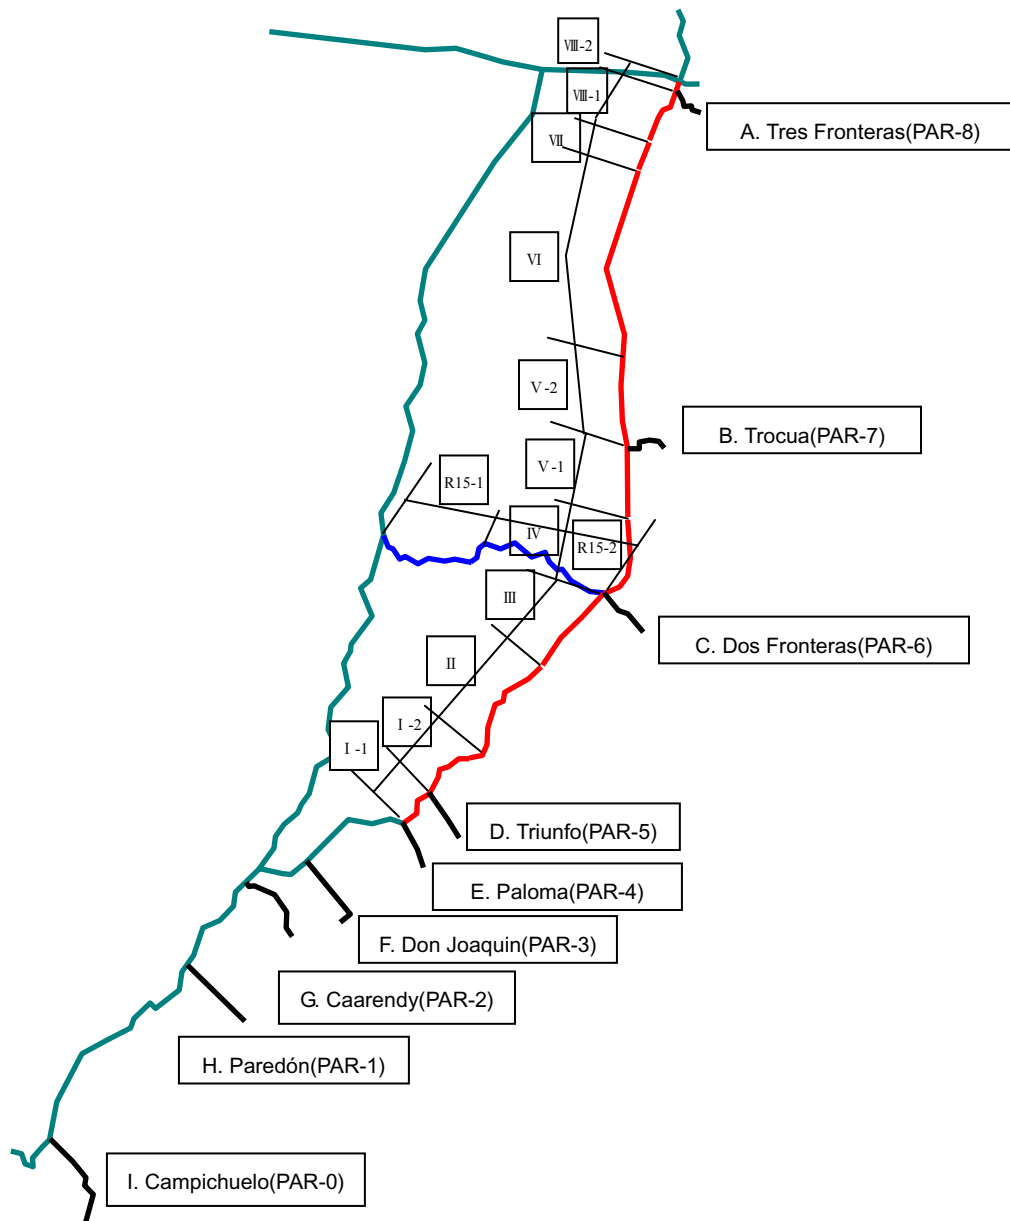 VIII-2
VIII-1
A. Tres Fronteras(PAR-8)
VII
VI
V-2
B. Trocua(PAR-7)
V-1
R15-1
IV
R15-2
III
C. Dos Fronteras(PAR-6)
II
I-2
I-1
D. Triunfo(PAR-5)
E. Paloma(PAR-4)
F. Don Joaquin(PAR-3)
G. Caarendy(PAR-2)
H. Paredón(PAR-1)
I. Campichuelo(PAR-0)